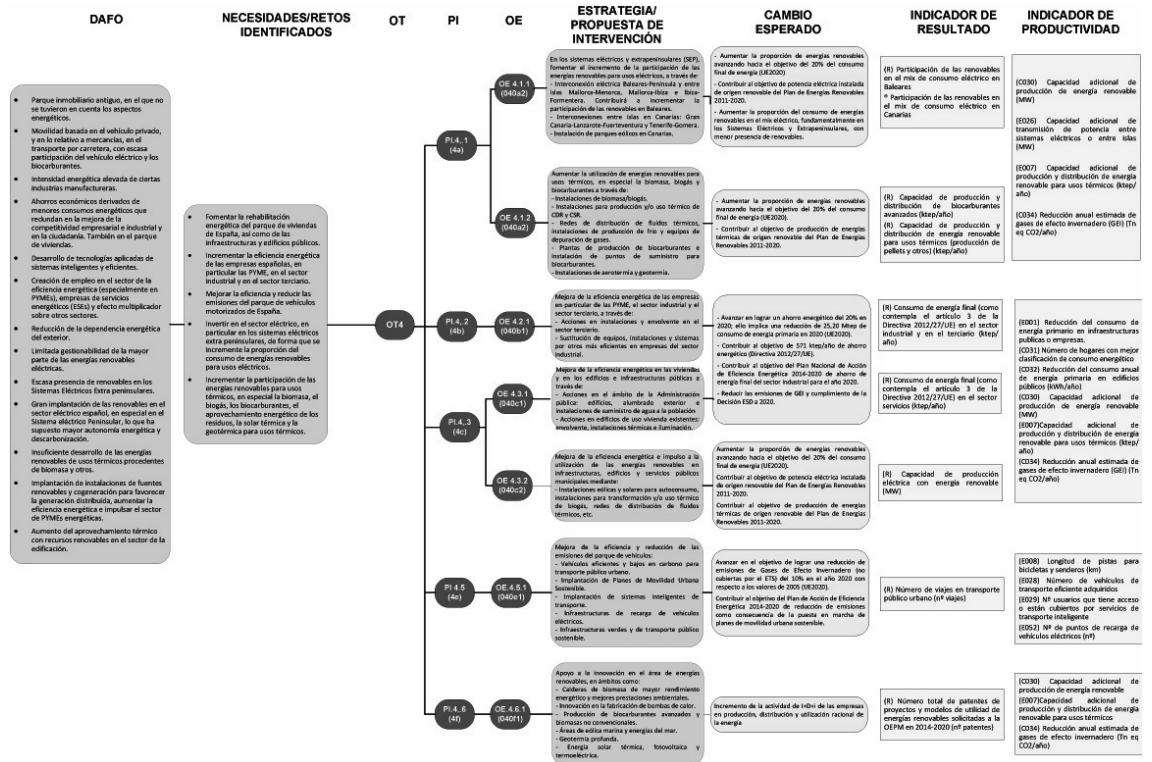 DAFO
NECESIDADES/RETOS
IDENTIFICADOS
OT
PI
OE
ESTRATEGIA/
PROPUESTA DE
INTERVENCIÓN
CAMBIO
ESPERADO
INDICADOR DE
RESULTADO
INDICADOR DE
PRODUCTIVIDAD
• Parque inmobiliario antiguo, en el que no
se tuvieron en cuenta los aspectos
energéticos.
• Movilidad basada en el vehículo privado,
y en lo relativo a mercancías, en el
transporte por carretera, con escasa
participación del vehículo eléctrico y los
biocarburantes.
• Intensidad energética elevada de ciertas
industrias manufactureras.
• Ahorros económicos derivados de
menores consumos energéticos que
redundan en la mejora de la
competitividad empresarial e industrial y
en la ciudadanía. También en el parque
de viviendas.
• Desarrollo de tecnologías aplicadas de
sistemas inteligentes y eficientes.
• Creación de empleo en el sector de la
eficiencia energética (especialmente en
PYMEs), empresas de servicios
energéticos (ESEs) y efecto multiplicador
sobre otros sectores.
• Reducción de la dependencia energética
del exterior.
• Limitada gestionabilidad de la mayor
parte de las energías renovables
eléctricas.
• Escasa presencia de renovables en los
Sistemas Eléctricos Extra peninsulares.
• Gran implantación de las renovables en el
sector eléctrico español, en especial en el
Sistema eléctrico Peninsular, lo que ha
supuesto mayor autonomía energética y
descarbonización.
• Insuficiente desarrollo de las energías
renovables de usos térmicos procedentes
de biomasa y otros.
• Implantación de instalaciones de fuentes
renovables y cogeneración para favorecer
la generación distribuida, aumentar la
eficiencia energética e impulsar el sector
de PYMEs energéticas.
• Aumento del aprovechamiento térmico
con recursos renovables en el sector de la
edificación.
• Fomentar la rehabilitación
energética del parque de viviendas
de España, así como de las
infraestructuras y edificios públicos.
• Incrementar la eficiencia energética
de las empresas españolas, en
particular las PYME, en el sector
industrial y en el sector terciario.
• Mejorar la eficiencia y reducir las
emisiones del parque de vehículos
motorizados de España.
• Invertir en el sector eléctrico, en
particular en los sistemas eléctricos
extra peninsulares, de forma que se
incremente la proporción del
consumo de energías renovables
para usos eléctricos.
• Incrementar la participación de las
energías renovables para usos
térmicos, en especial la biomasa, el
biogás, los biocarburantes, el
aprovechamiento energético de los
residuos, la solar térmica y la
geotérmica para usos térmicos.
OT4
PI.4,.1
(4a)
OE 4.1.1
(040a2)
En los sistemas eléctricos y extrapeninsulares (SEP),
fomentar el incremento de la participación de las
energías renovables para usos eléctricos, a través de:
- Interconexión eléctrica Baleares-Península y entre
islas Mallorca-Menorca, Mallorca-Ibiza e Ibiza-
Formentera. Contribuirá a incrementar la
participación de las renovables en Baleares.
- Interconexiones entre islas en Canarias: Gran
Canaria-Lanzarote-Fuerteventura y Tenerife-Gomera.
- Instalación de parques eólicos en Canarias.
- Aumentar la proporción de energías renovables
avanzando hacia el objetivo del 20% del consumo
final de energía (UE2020)
- Contribuir al objetivo de potencia eléctrica instalada
de origen renovable del Plan de Energías Renovables
2011-2020.
- Aumentar la proporción del consumo de energías
renovables en el mix eléctrico, fundamentalmente en
los Sistemas Eléctricos y Extrapeninsulares, con
menor presencia de renovables.
(R) Participación de las renovables
en el mix de consumo eléctrico en
Baleares
* Participación de las renovables en
el mix de consumo eléctrico en
Canarias
(C030) Capacidad adicional de
producción de energía renovable
(MW)
(E026) Capacidad adicional de
transmisión de potencia entre
sistemas eléctricos o entre islas
(MW)
(E007) Capacidad adicional de
producción y distribución de energía
renovable para usos térmicos (ktep/
año)
(C034) Reducción anual estimada de
gases de efecto invernadero (GEI) (Tn
eq CO2/año)
OE.4.1.2
(040a2)
Aumentar la utilización de energías renovables para
usos térmicos, en especial la biomasa, biogás y
biocarburantes a través de:
- Instalaciones de biomasa/biogás.
- Instalaciones para producción y/o uso térmico de
CDR y CSR.
- Redes de distribución de fluidos térmicos,
instalaciones de producción de frío y equipos de
depuración de gases.
- Plantas de producción de biocarburantes e
instalación de puntos de suministro para
biocarburantes.
- Instalaciones de aerotermia y geotermia.
- Aumentar la proporción de energías renovables
avanzando hacia el objetivo del 20% del consumo
final de energía (UE2020).
- Contribuir al objetivo de producción de energías
térmicas de origen renovable del Plan de Energías
Renovables 2011-2020.
(R) Capacidad de producción y
distribución de biocarburantes
avanzados (ktep/año)
(R) Capacidad de producción y
distribución de energía renovable
para usos térmicos (producción de
pellets y otros) (ktep/año)
PI.4,.2
(4b)
OE.4.2.1
(040b1)
Mejora de la eficiencia energética de las empresas
en particular de las PYME, el sector industrial y el
sector terciario, a través de:
- Acciones en instalaciones y envolvente en el
sector terciario.
- Sustitución de equipos, instalaciones y sistemas
por otros más eficientes en empresas del sector
industrial.
- Avanzar en lograr un ahorro energético del 20% en
2020; ello implica una reducción de 25,20 Mtep de
consumo de energía primaria en 2020 (UE2020).
- Contribuir al objetivo de 571 ktep/año de ahorro
energético (Directiva 2012/27/UE).
- Contribuir al objetivo del Plan Nacional de Acción
de Eficiencia Energética 2014-2020 de ahorro de
energía final del sector industrial para el año 2020.
- Reducir las emisiones de GEI y cumplimiento de la
Decisión ESD a 2020.
(R) Consumo de energía final (como
contempla el artículo 3 de la
Directiva 2012/27/UE) en el sector
industrial y en el terciario (ktep/
año)
(E001) Reducción del consumo de
energía primario en infraestructuras
publicas o empresas.
(C031) Número de hogares con mejor
clasificación de consumo energético
(C032) Reducción del consumo anual
de energía primaria en edificios
públicos (kWh/año)
(C030) Capacidad adicional de
producción de energía renovable
(MW)
(E007)Capacidad adicional de
producción y distribución de energía
renovable para usos térmicos (ktep/
año)
(C034) Reducción anual estimada de
gases de efecto invernadero (GEI) (Tn
eq CO2/año)
PI.4,.3
(4c)
OE 4.3.1
(040c1)
Mejora de la eficiencia energética en las viviendas
y en los edificios e infraestructuras públicas a
través de:
- Acciones en el ámbito de la Administración
pública: edificios, alumbrado exterior e
instalaciones de suministro de agua a la población
- Acciones en edificios de uso vivienda existentes:
envolvente, instalaciones térmicas e iluminación.
(R) Consumo de energía final (como
contempla el artículo 3 de la
Directiva 2012/27/UE) en el sector
servicios (ktep/año)
OE 4.3.2
(040c2)
Mejora de la eficiencia energética e impulso a la
utilización de las energías renovables en
infraestructuras, edificios y servicios públicos
municipales mediante:
- Instalaciones eólicas y solares para autoconsumo,
instalaciones para transformación y/o uso térmico
de biogás, redes de distribución de fluidos
térmicos, etc.
Aumentar la proporción de energías renovables
avanzando hacia el objetivo del 20% del consumo
final de energía (UE2020).
Contribuir al objetivo de potencia eléctrica instalada
de origen renovable del Plan de Energías Renovables
2011-2020.
Contribuir al objetivo de producción de energías
térmicas de origen renovable del Plan de Energías
Renovables 2011-2020.
(R) Capacidad de producción
eléctrica con energía renovable
(MW)
PI 4.5
(4e)
OE.4.5.1
(040e1)
Mejora de la eficiencia y reducción de las
emisiones del parque de vehículos:
- Vehículos eficientes y bajos en carbono para
transporte público urbano.
- Implantación de Planes de Movilidad Urbana
Sostenible.
- Implantación de sistemas inteligentes de
transporte.
- Infraestructuras de recarga de vehículos
eléctricos.
- Infraestructuras verdes y de transporte público
sostenible.
Avanzar en el objetivo de lograr una reducción de
emisiones de Gases de Efecto Invernadero (no
cubiertas por el ETS) del 10% en el año 2020 con
respecto a los valores de 2005 (UE2020).
Contribuir al objetivo del Plan de Acción de Eficiencia
Energética 2014-2020 de reducción de emisiones
como consecuencia de la puesta en marcha de
planes de movilidad urbana sostenible.
(R) Número de viajes en transporte
público urbano (nº viajes)
(E008) Longitud de pistas para
bicicletas y senderos (km)
(E028) Número de vehículos de
transporte eficiente adquiridos
(E029) Nº usuarios que tiene acceso
o están cubiertos por servicios de
transporte inteligente
(E052) Nº de puntos de recarga de
vehículos eléctricos (nº)
PI.4,.6
(4f)
OE.4.6.1
(040f1)
Apoyo a la innovación en el área de energías
renovables, en ámbitos como:
- Calderas de biomasa de mayor rendimiento
energético y mejores prestaciones ambientales.
- Innovación en la fabricación de bombas de calor.
- Producción de biocarburantes avanzados y
biomasas no convencionales.
- Áreas de eólica marina y energías del mar.
- Geotermia profunda.
- Energía solar térmica, fotovoltaica y
termoeléctrica.
Incremento de la actividad de I+D+i de las empresas
en producción, distribución y utilización racional de
la energía
(R) Número total de patentes de
proyectos y modelos de utilidad de
energías renovables solicitadas a la
OEPM en 2014-2020 (nº patentes)
(C030) Capacidad adicional de
producción de energía renovable
(E007)Capacidad adicional de
producción y distribución de energía
renovable para usos térmicos
(C034) Reducción anual estimada de
gases de efecto invernadero (Tn eq
CO2/año)